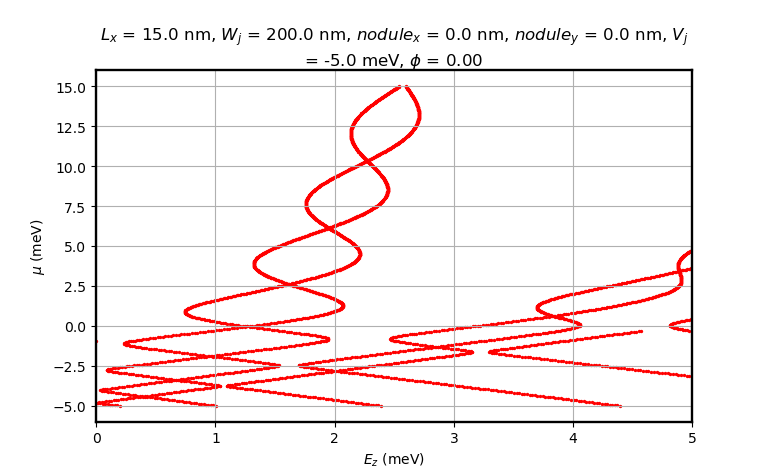 L_x = 15.0 nm, W_j = 200.0 nm, nodule_x = 0.0 nm, nodule_y = 0.0 nm, V_j
= -5.0 meV, ϕ = 0.00
15.0
12.5
10.0
7.5
5.0
2.5
0.0
−2.5
−5.0
μ (meV)
0 1 2 3 4 5
E_z (meV)